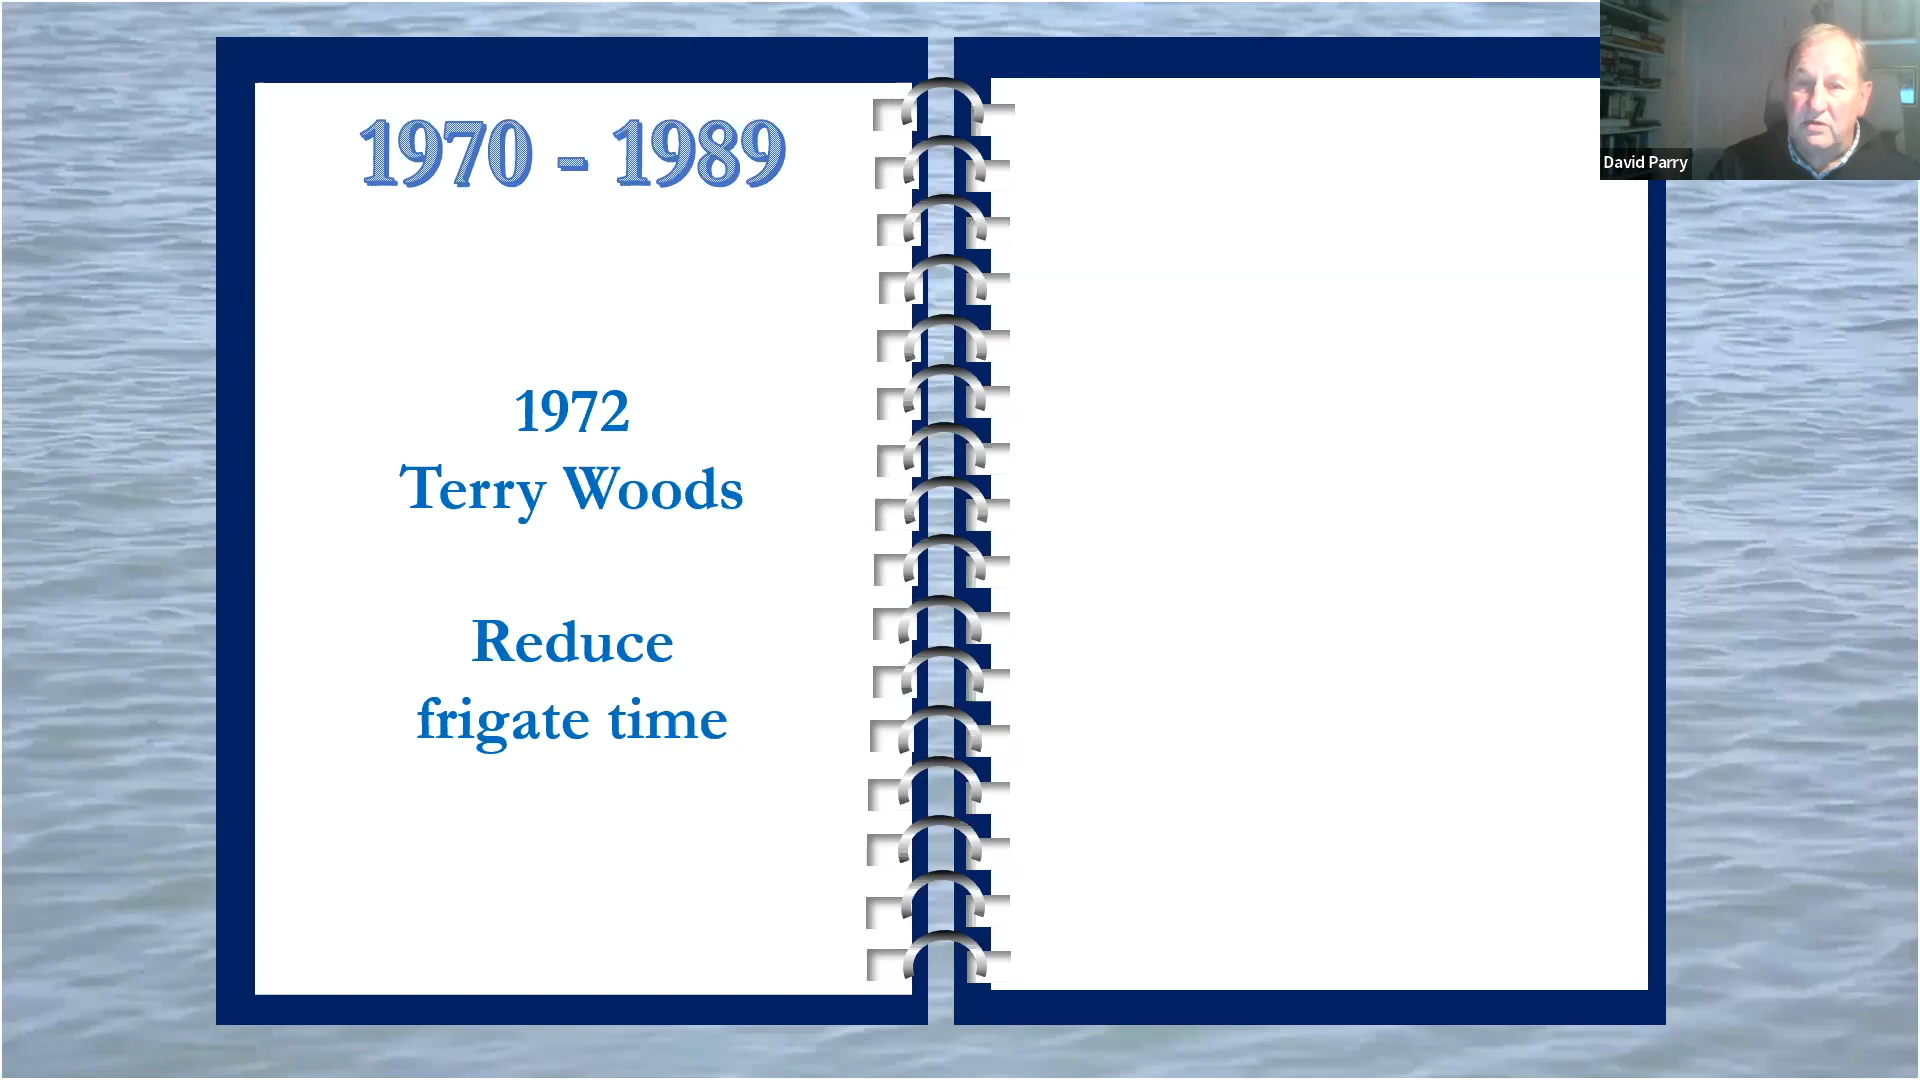 1970 - 1989
1972
Terry Woods
Reduce
frigate time
David Parry